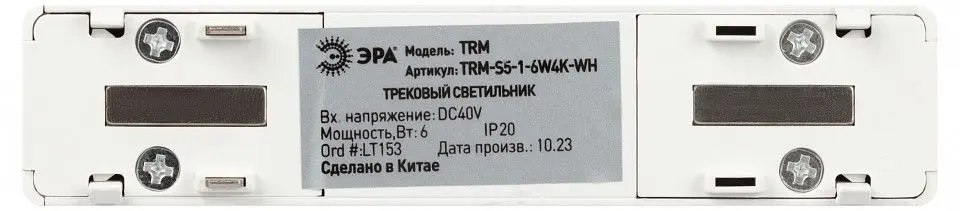 ЭРА Модель: TRM
Артикул: TRM-S5-1-6W4K-WH
ТРЕКОВЫЙ СВЕТИЛЬНИК
Вх. напряжение: DC40V
Мощность,Вт: 6 IP20
Ord #:LT153 Дата произв.: 10.23
Сделано в Китае